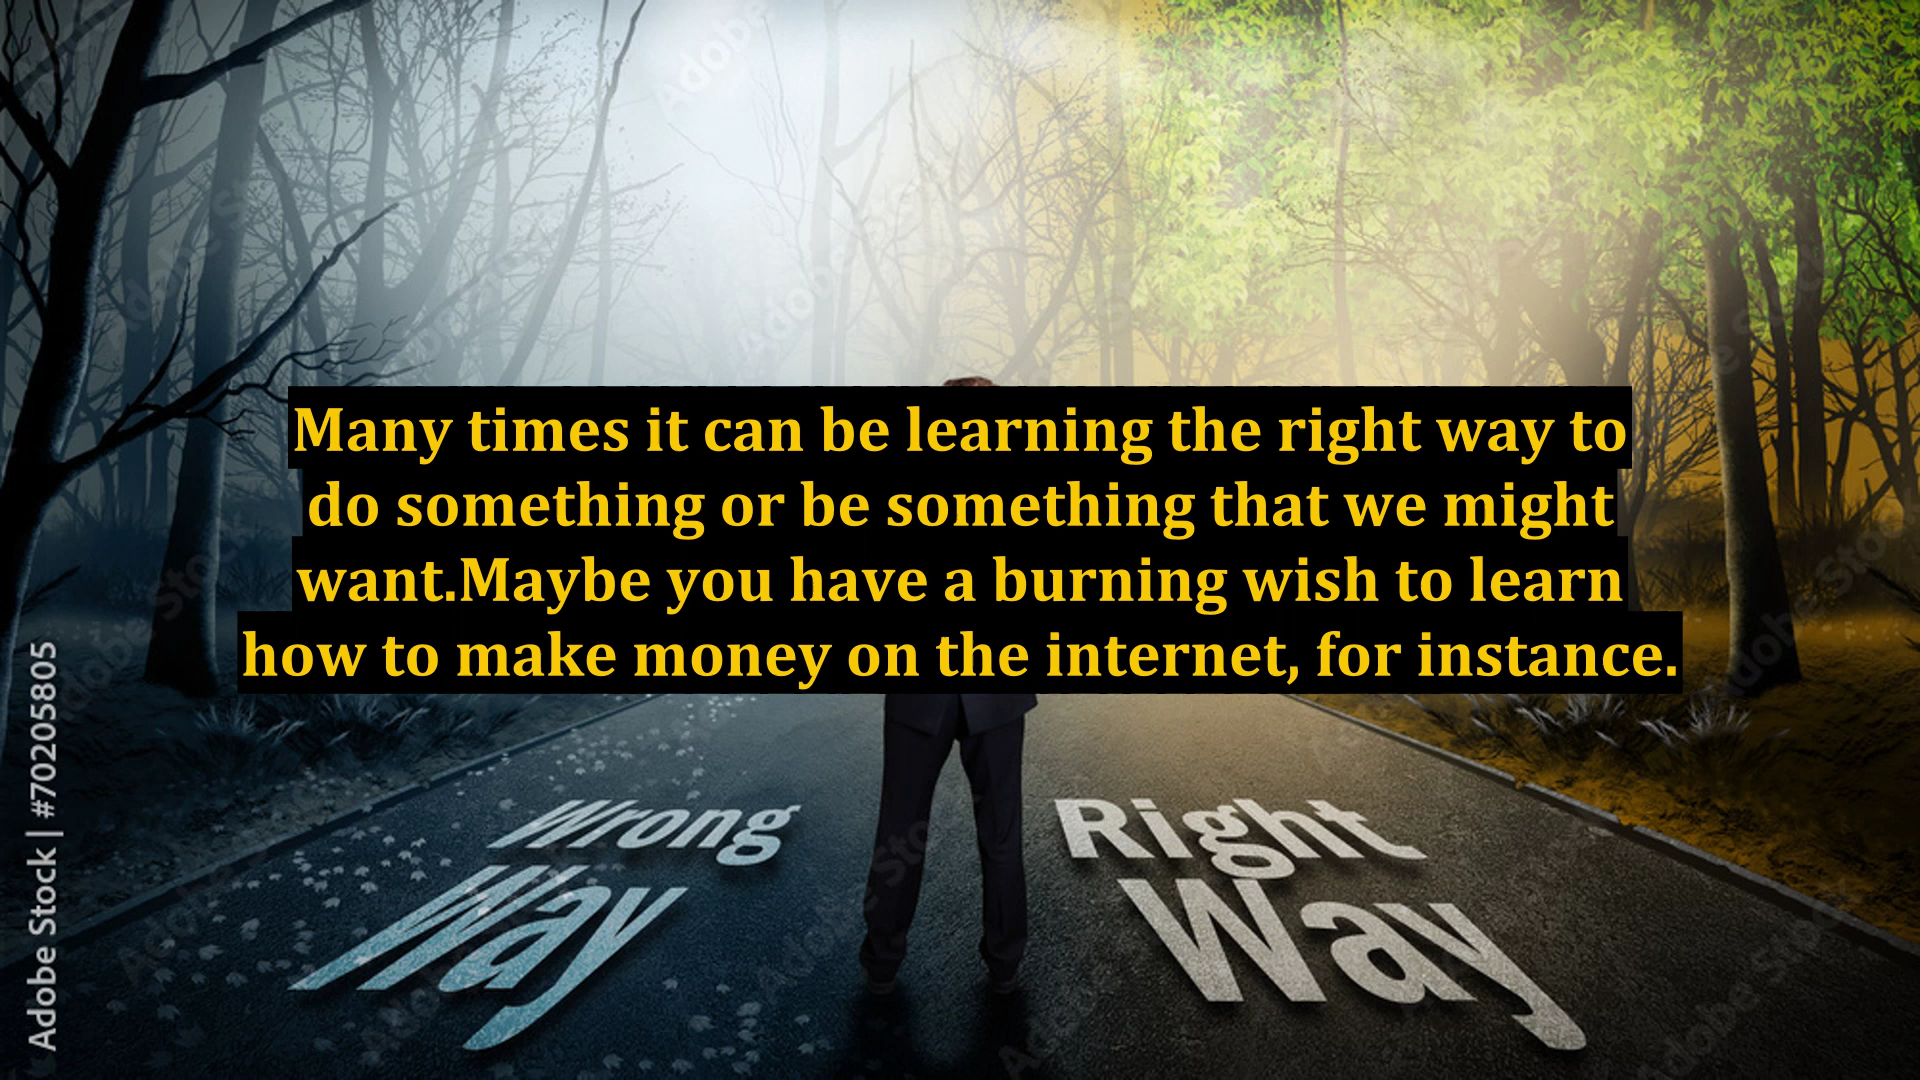 Many times it can be learning the right way to
do something or be something that we might
want.Maybe you have a burning wish to learn
how to make money on the internet, for instance.
Wrong
Way
Right
Way
Adobe Stock | #702058805